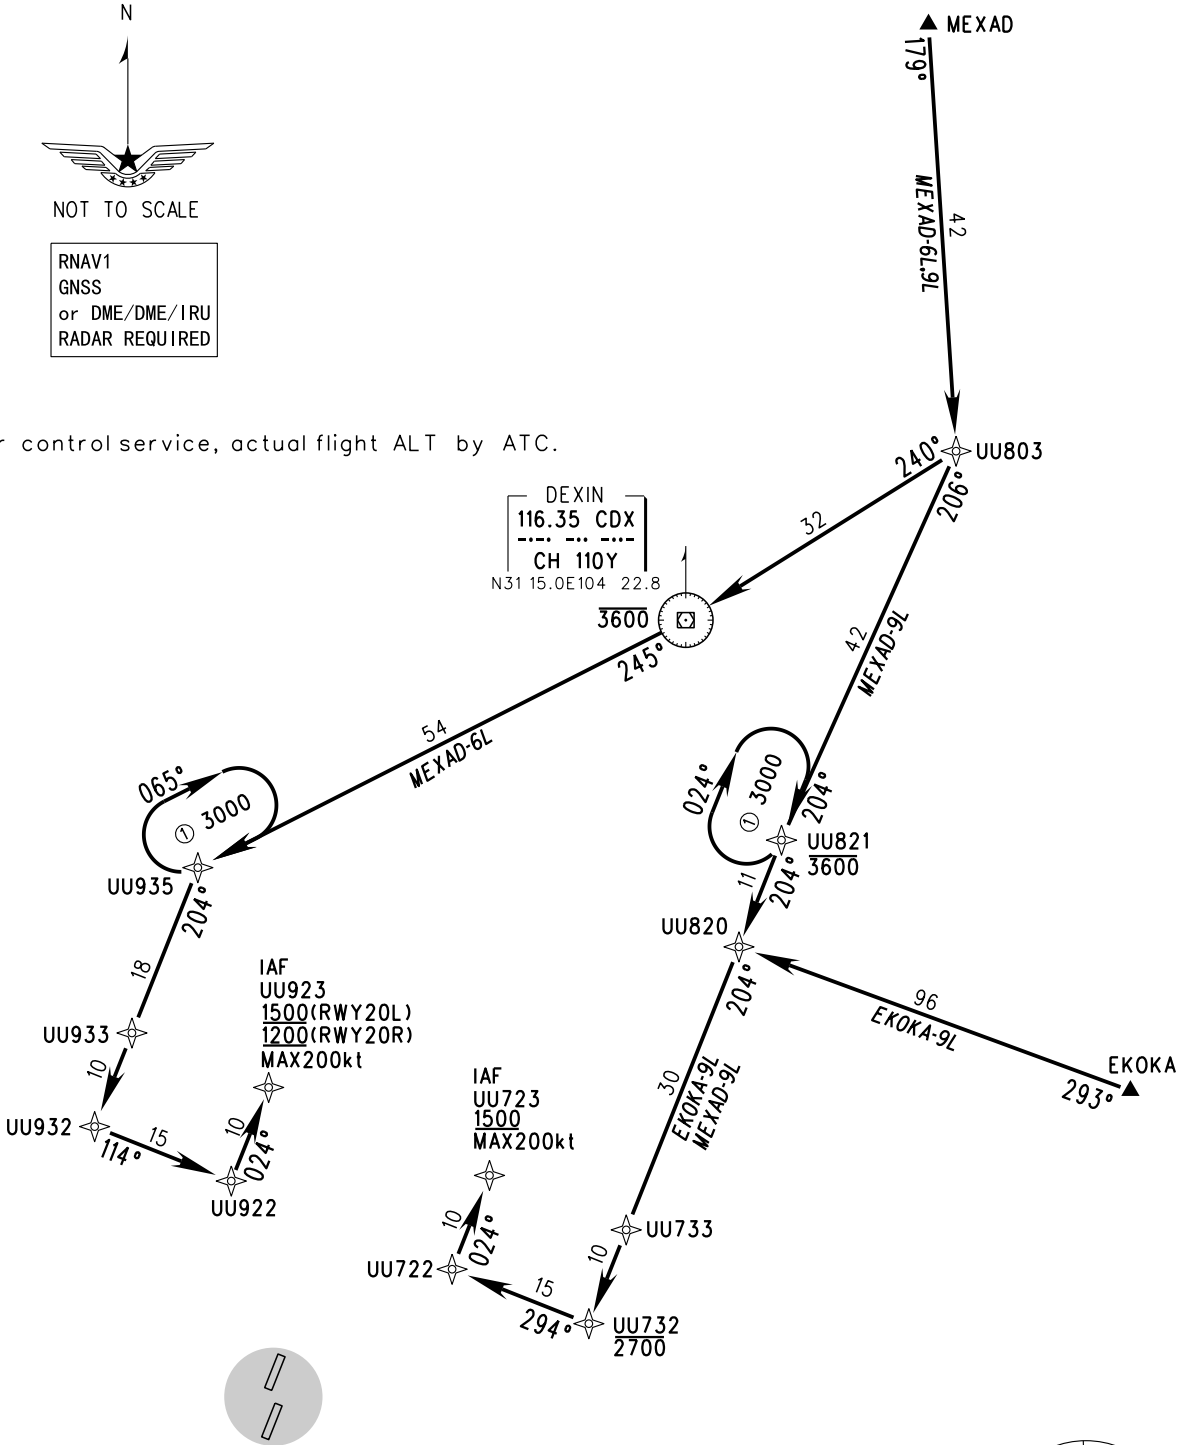 N
NOT TO SCALE
RNAV1
GNSS
or DME/DME/IRU
RADAR REQUIRED
r control service, actual flight ALT by ATC.
MEXAD
179°
42
MEXAD-6L,9L
UU803
240°
206°
32
DEXIN
116.35 CDX
CH 110Y
N31 15.0E104 22.8
3600
245°
42
MEXAD-9L
54
MEXAD-6L
065°
① 3000
UU935
204°
024°
① 3000
204°
UU821
3600
204°
11
UU820
204°
96
EKOKA-9L
EKOKA
293°
18
UU933
10
UU932
15
114°
UU922
10
024°
IAF
UU923
1500(RWY20L)
1200(RWY20R)
MAX200kt
IAF
UU723
1500
MAX200kt
30
EKOKA-9L
MEXAD-9L
UU733
10
UU732
2700
15
294°
UU722
10
024°